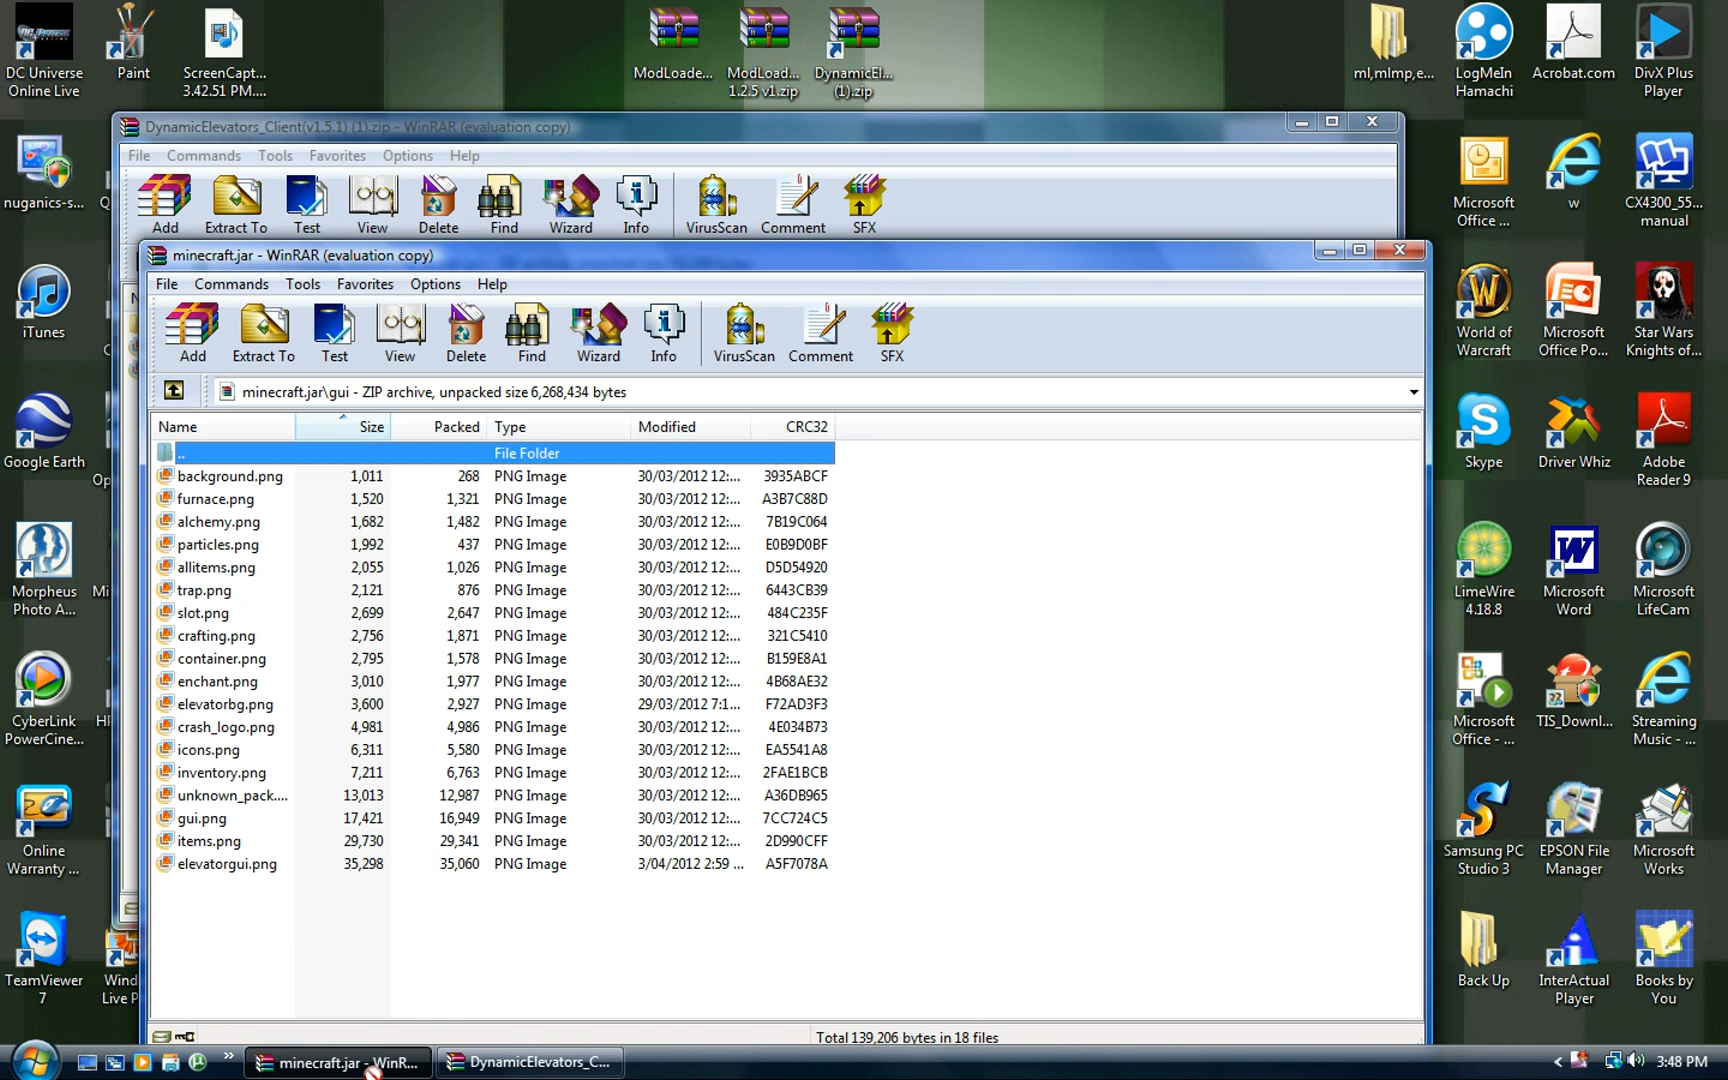 DC Universe
Online Live
Paint
ScreenCapt...
3.42.51 PM....
ModLoade...
ModLoad...
1.2.5 v1.zip
DynamicEl...
(1).zip
ml,mlmp,e...
LogMeIn
Hamachi
Acrobat.com
DivX Plus
Player
nuganics-s...
iTunes
Google Earth
Morpheus
Photo A...
CyberLink
PowerCine...
Online
Warranty ...
TeamViewer
7
Wind
Live P
DynamicElevators_Client(v1.5.1) (1).zip - WinRAR (evaluation copy)
File Commands Tools Favorites Options Help
Add Extract To Test View Delete Find Wizard Info VirusScan Comment SFX
minecraft.jar - WinRAR (evaluation copy)
File Commands Tools Favorites Options Help
Add Extract To Test View Delete Find Wizard Info VirusScan Comment SFX
minecraft.jar\gui - ZIP archive, unpacked size 6,268,434 bytes
Name Size Packed Type Modified CRC32
.. File Folder
background.png 1,011 268 PNG Image 30/03/2012 12:... 3935ABCF
furnace.png 1,520 1,321 PNG Image 30/03/2012 12:... A3B7C88D
alchemy.png 1,682 1,482 PNG Image 30/03/2012 12:... 7B19C064
particles.png 1,992 437 PNG Image 30/03/2012 12:... E0B9D0BF
allitems.png 2,055 1,026 PNG Image 30/03/2012 12:... D5D54920
trap.png 2,121 876 PNG Image 30/03/2012 12:... 6443CB39
slot.png 2,699 2,647 PNG Image 30/03/2012 12:... 484C235F
crafting.png 2,756 1,871 PNG Image 30/03/2012 12:... 321C5410
container.png 2,795 1,578 PNG Image 30/03/2012 12:... B159E8A1
enchant.png 3,010 1,977 PNG Image 30/03/2012 12:... 4B68AE32
elevatorbg.png 3,600 2,927 PNG Image 29/03/2012 7:1... F72AD3F3
crash_logo.png 4,981 4,986 PNG Image 30/03/2012 12:... 4E034B73
icons.png 6,311 5,580 PNG Image 30/03/2012 12:... EA5541A8
inventory.png 7,211 6,763 PNG Image 30/03/2012 12:... 2FAE1BCB
unknown_pack.... 13,013 12,987 PNG Image 30/03/2012 12:... A36DB965
gui.png 17,421 16,949 PNG Image 30/03/2012 12:... 7CC724C5
items.png 29,730 29,341 PNG Image 30/03/2012 12:... 2D990CFF
elevatorgui.png 35,298 35,060 PNG Image 3/04/2012 2:59 ... A5F7078A
Total 139,206 bytes in 18 files
Microsoft
Office ...
w
CX4300_55...
manual
World of
Warcraft
Microsoft
Office Po...
Star Wars
Knights of...
Skype
Driver Whiz
Adobe
Reader 9
LimeWire
4.18.8
Microsoft
Word
Microsoft
LifeCam
Microsoft
Office - ...
TIS_Downl...
Streaming
Music - ...
Samsung PC
Studio 3
EPSON File
Manager
Microsoft
Works
Back Up
InterActual
Player
Books by
You
minecraft.jar - WinR...
DynamicElevators_C...
3:48 PM